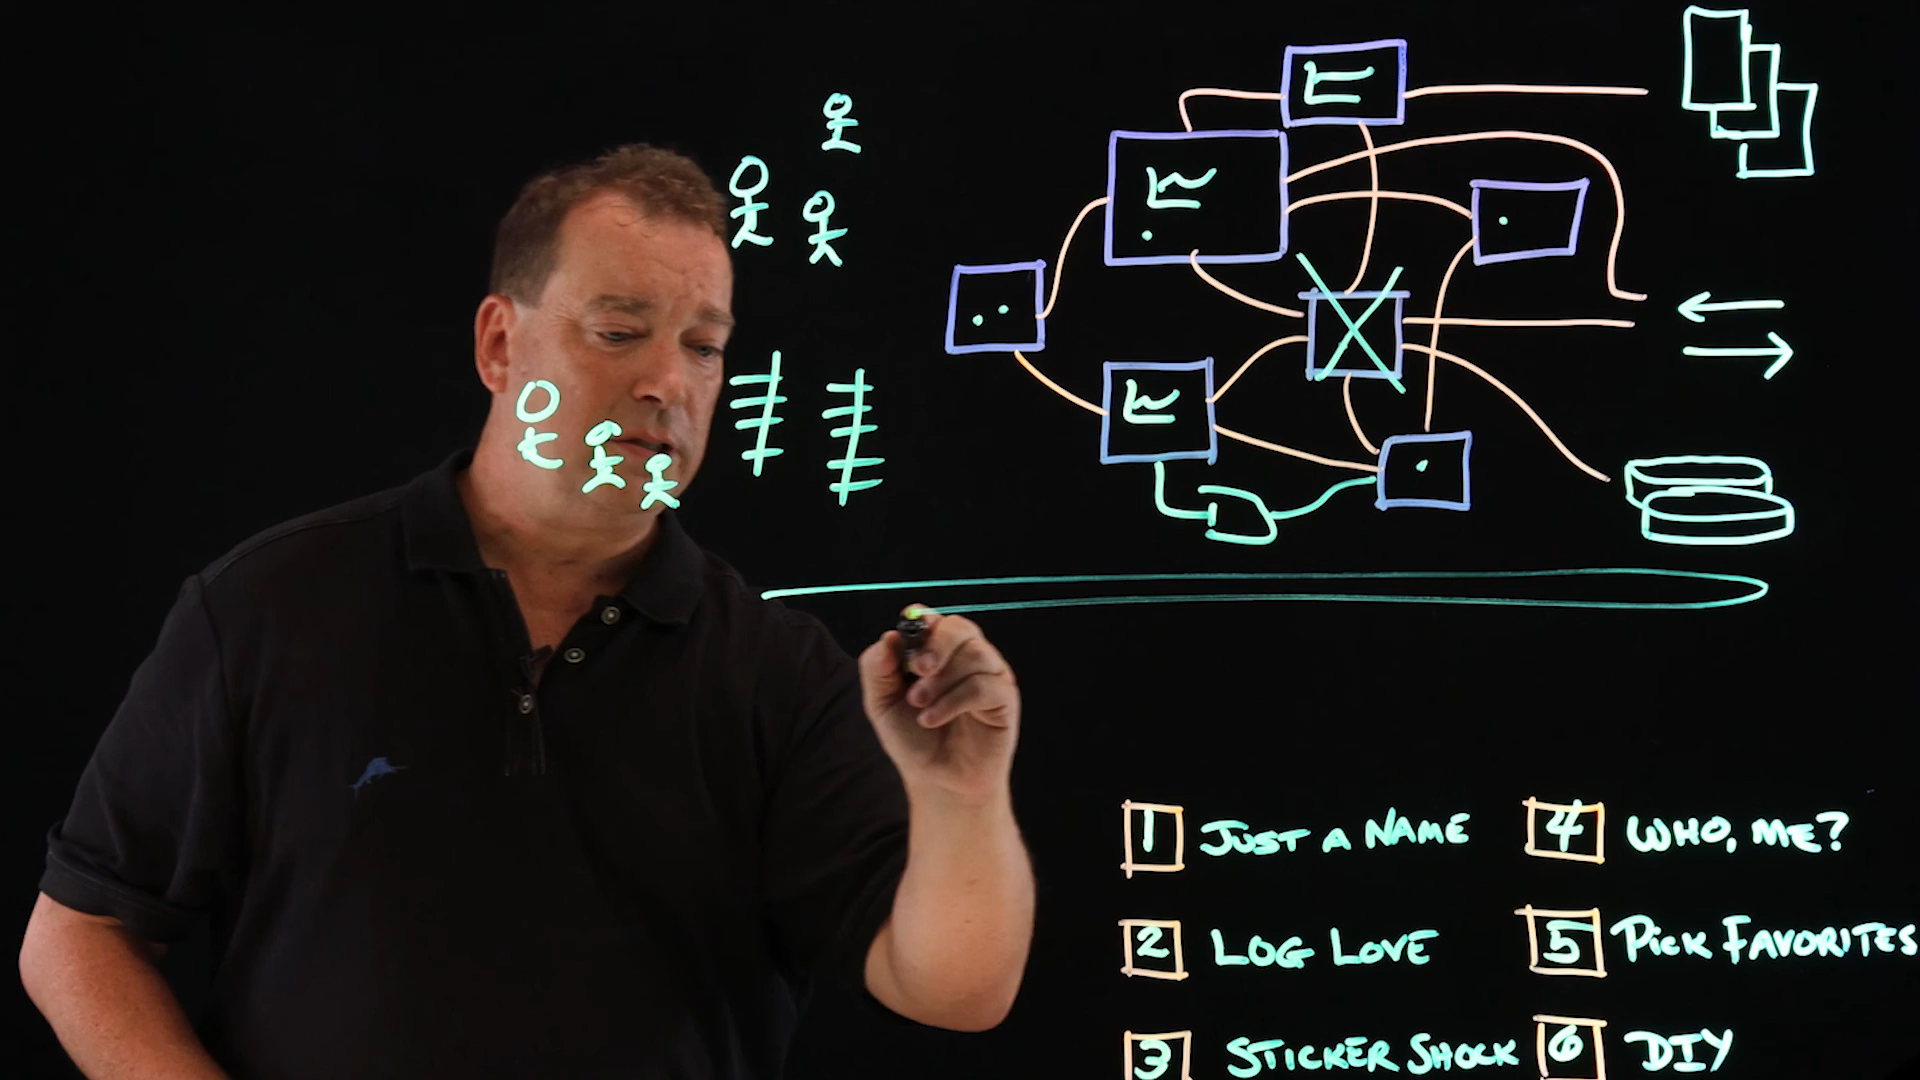 1 JUST A NAME
2 LOG LOVE
3 STICKER SHOCK
4 WHO, ME?
5 PICK FAVORITES
6 DIY